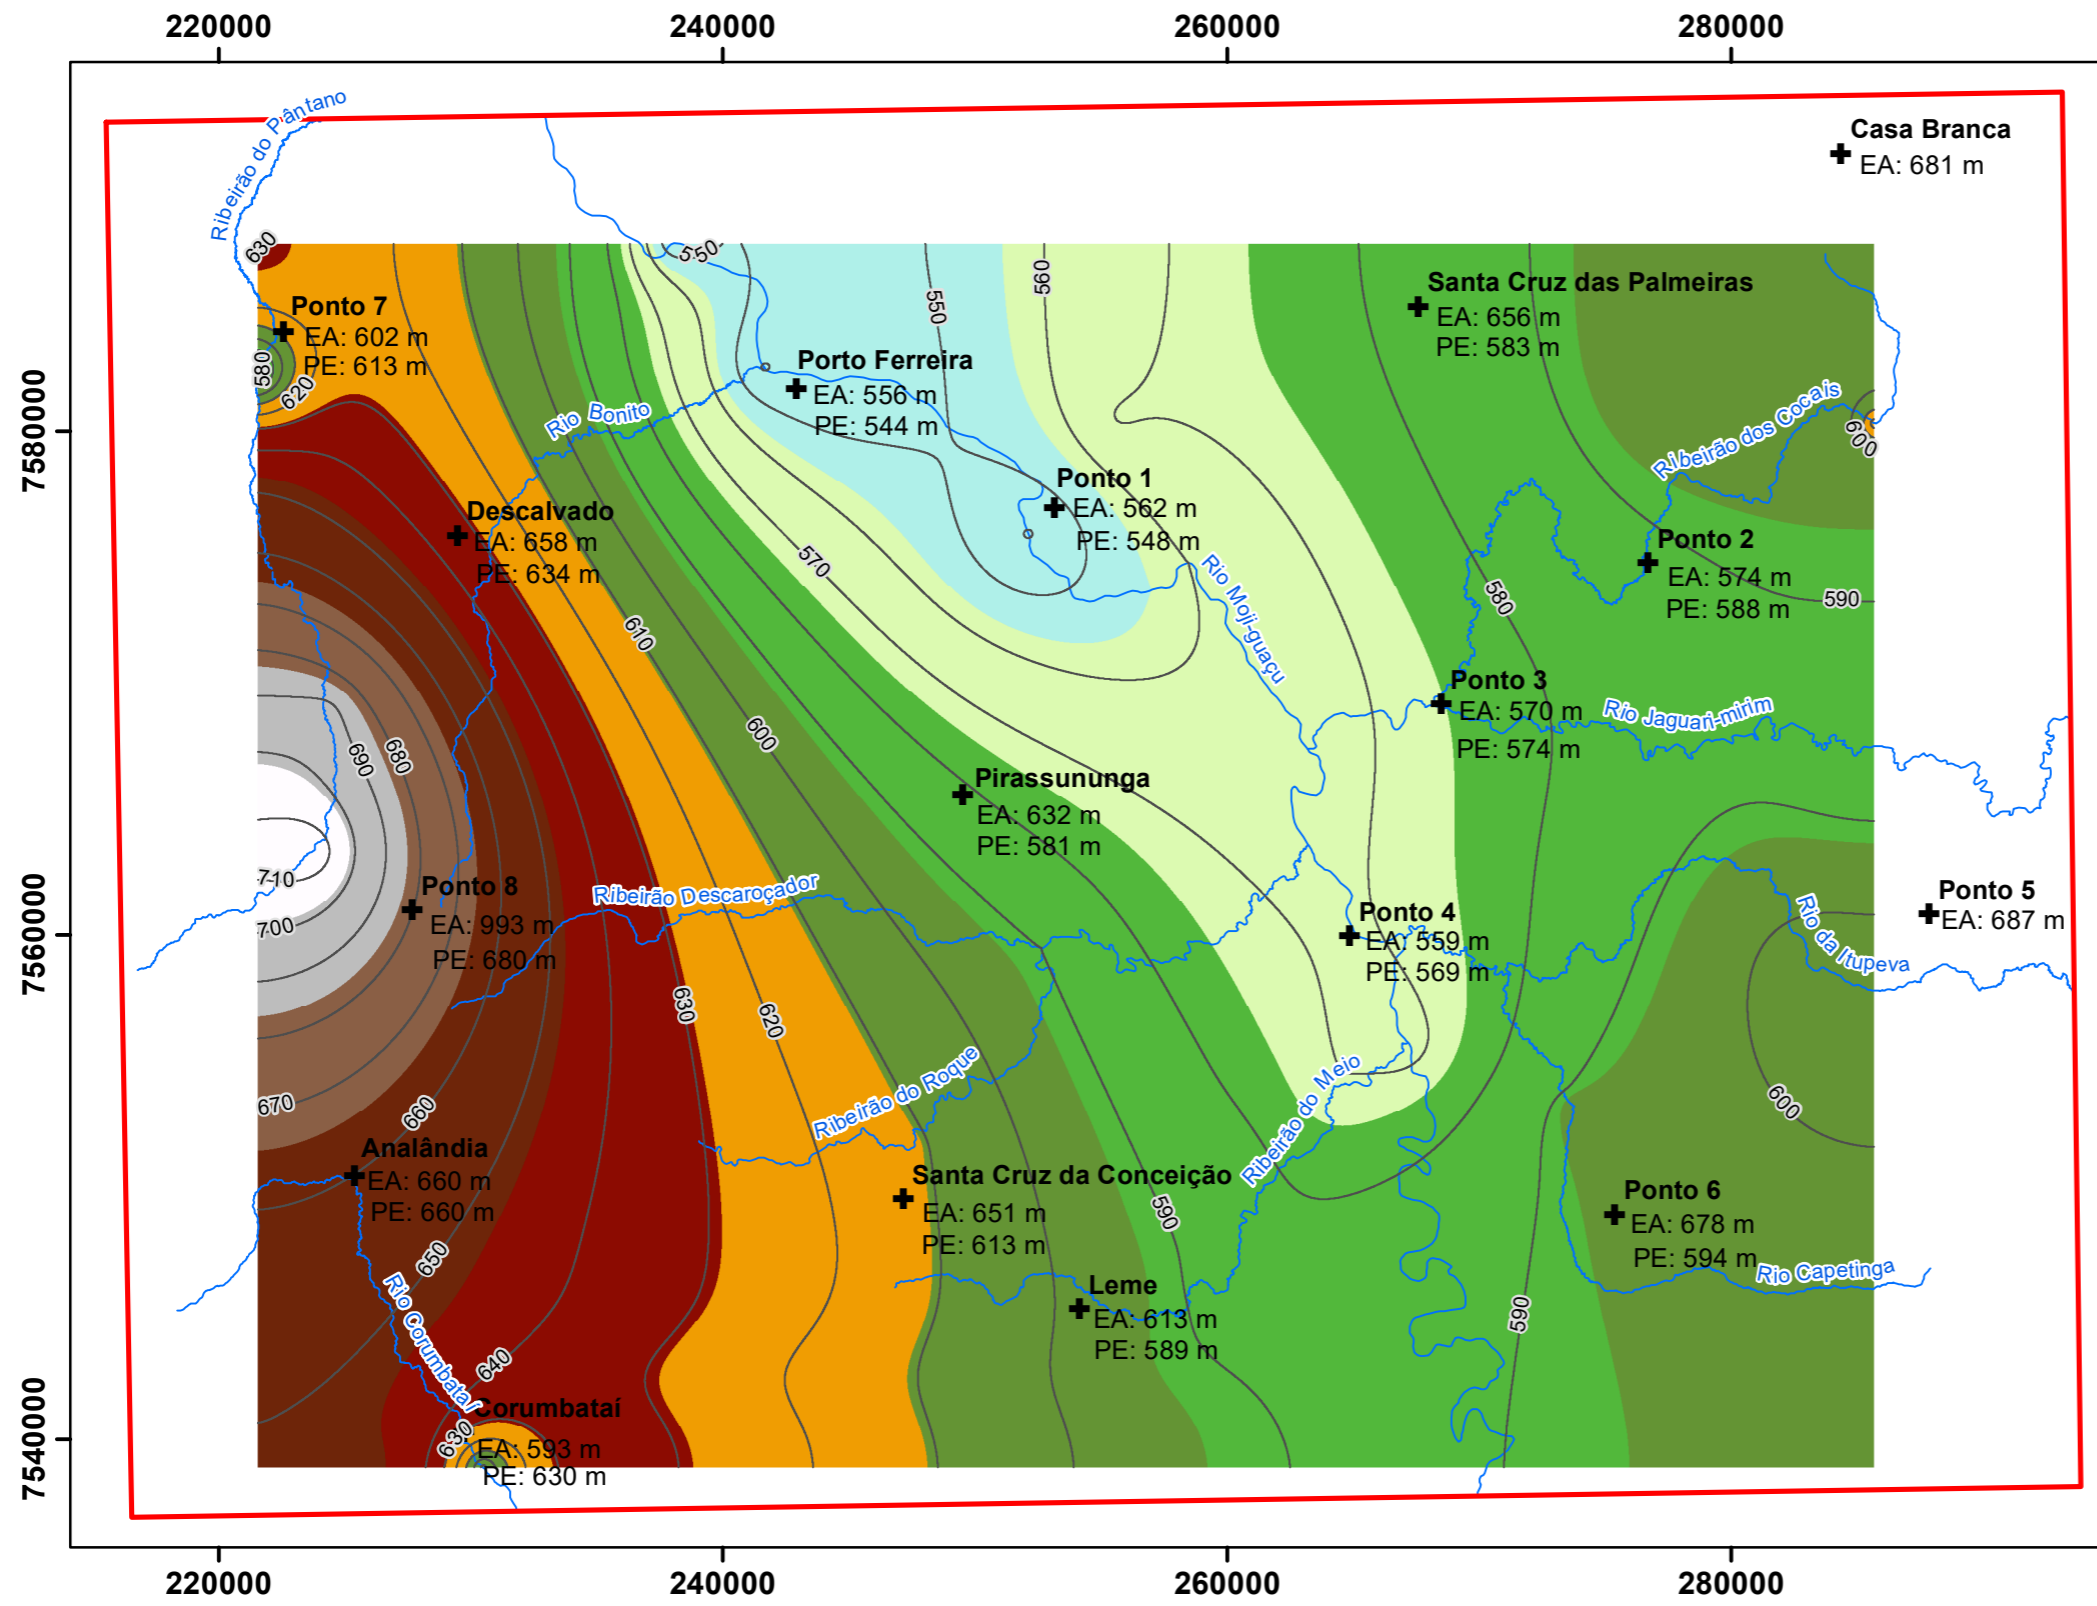 220000
240000
260000
280000
Ribeirão do Pântano
Casa Branca
EA: 681 m
630
550
Ponto 7
EA: 602 m
PE: 613 m
580
620
550
560
Santa Cruz das Palmeiras
EA: 656 m
PE: 583 m
Porto Ferreira
EA: 556 m
PE: 544 m
7580000
Rio Bonito
Ribeirão dos Cocais
600
Ponto 1
EA: 562 m
PE: 548 m
Descalvado
EA: 658 m
PE: 634 m
570
Rio Moji-guaçu
Ponto 2
EA: 574 m
PE: 588 m
580
590
610
Ponto 3
EA: 570 m
PE: 574 m
Rio Jaguari-mirim
600
690
680
Pirassununga
EA: 632 m
PE: 581 m
710
700
Ponto 8
EA: 993 m
PE: 680 m
Ribeirão Descaroçador
Ponto 4
EA: 559 m
PE: 569 m
Ponto 5
EA: 687 m
Rio da Itupeva
7560000
630
620
670
660
Ribeirão do Roque
Ribeirão do Meio
600
Analândia
EA: 660 m
PE: 660 m
Santa Cruz da Conceição
EA: 651 m
PE: 613 m
590
Ponto 6
EA: 678 m
PE: 594 m
650
Rio Corumbataí
Leme
EA: 613 m
PE: 589 m
590
Rio Capetinga
640
630
Corumbataí
EA: 593 m
PE: 630 m
7540000
220000
240000
260000
280000